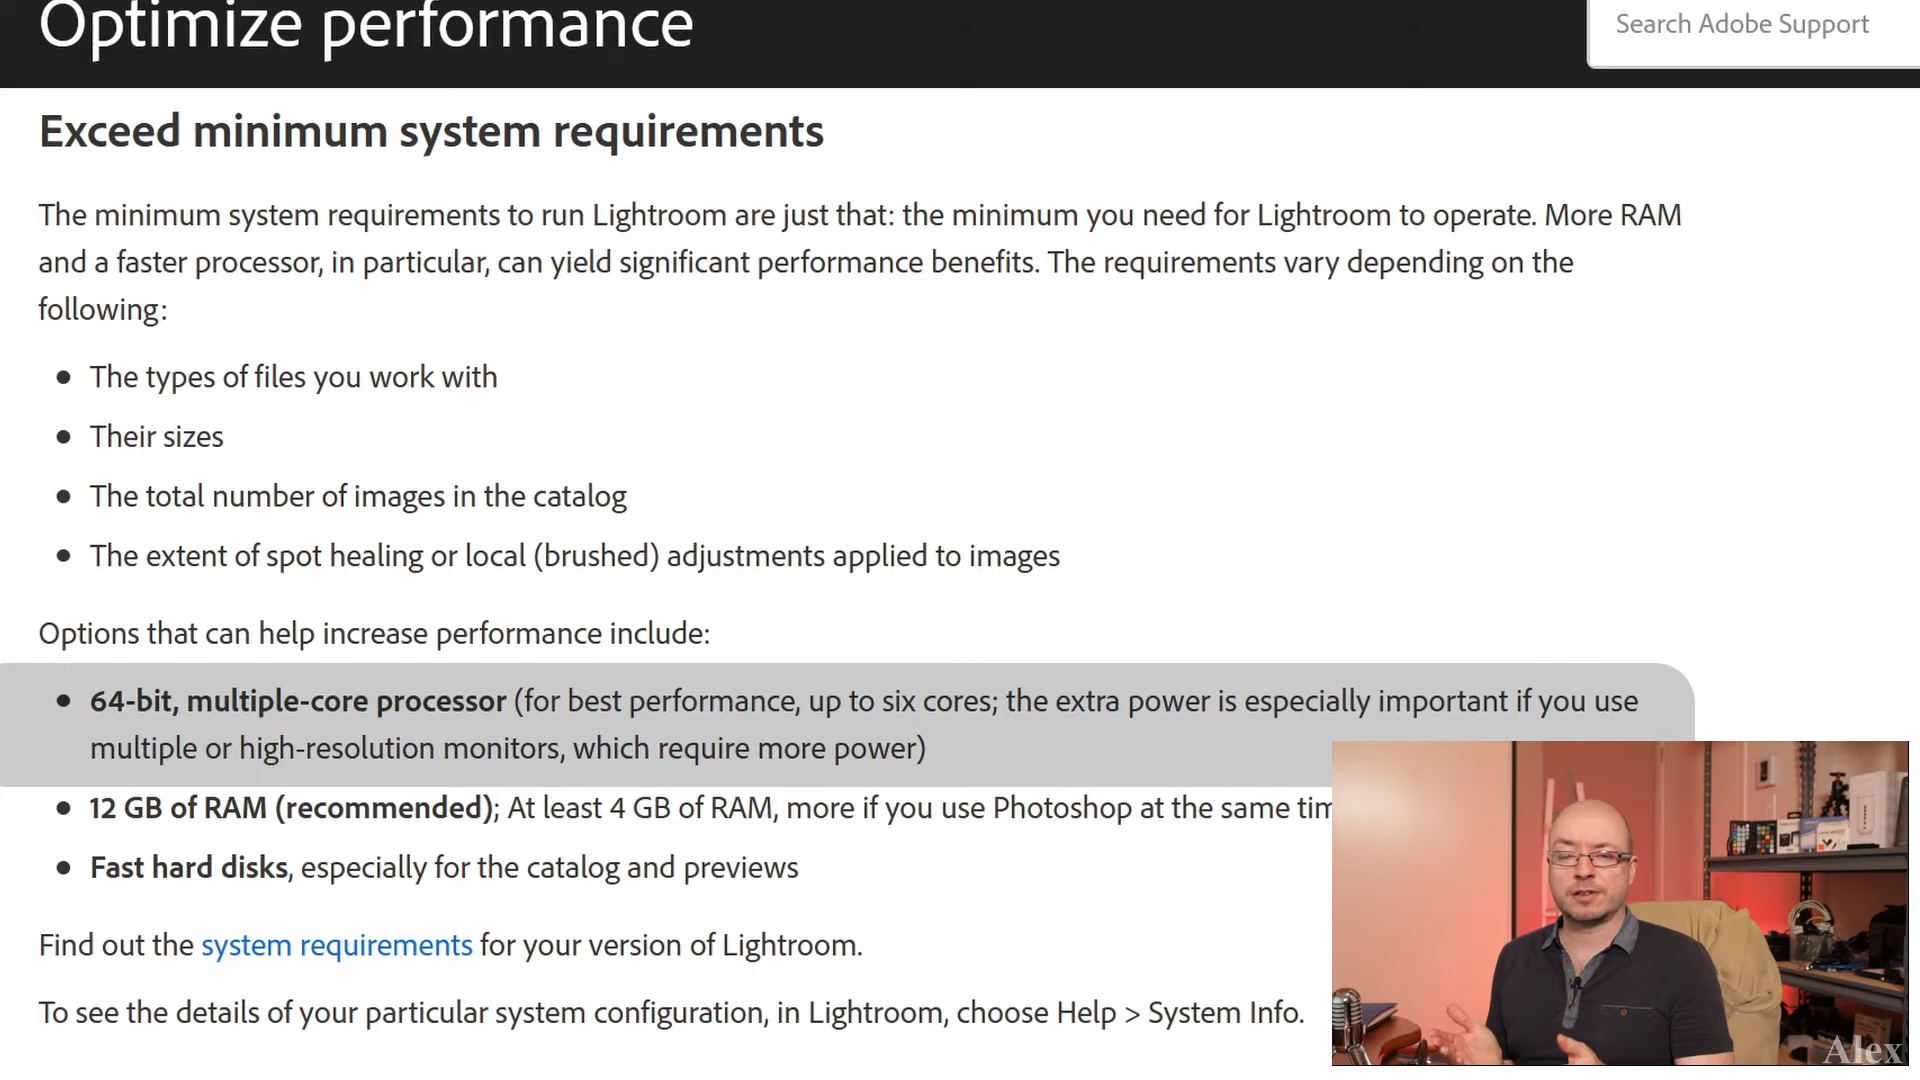 Optimize performance
Search Adobe Support
Exceed minimum system requirements
The minimum system requirements to run Lightroom are just that: the minimum you need for Lightroom to operate. More RAM
and a faster processor, in particular, can yield significant performance benefits. The requirements vary depending on the
following:
• The types of files you work with
• Their sizes
• The total number of images in the catalog
• The extent of spot healing or local (brushed) adjustments applied to images
Options that can help increase performance include:
• 64-bit, multiple-core processor (for best performance, up to six cores; the extra power is especially important if you use
multiple or high-resolution monitors, which require more power)
• 12 GB of RAM (recommended); At least 4 GB of RAM, more if you use Photoshop at the same
• Fast hard disks, especially for the catalog and previews
Find out the system requirements for your version of Lightroom.
To see the details of your particular system configuration, in Lightroom, choose Help > System Info.
Alex